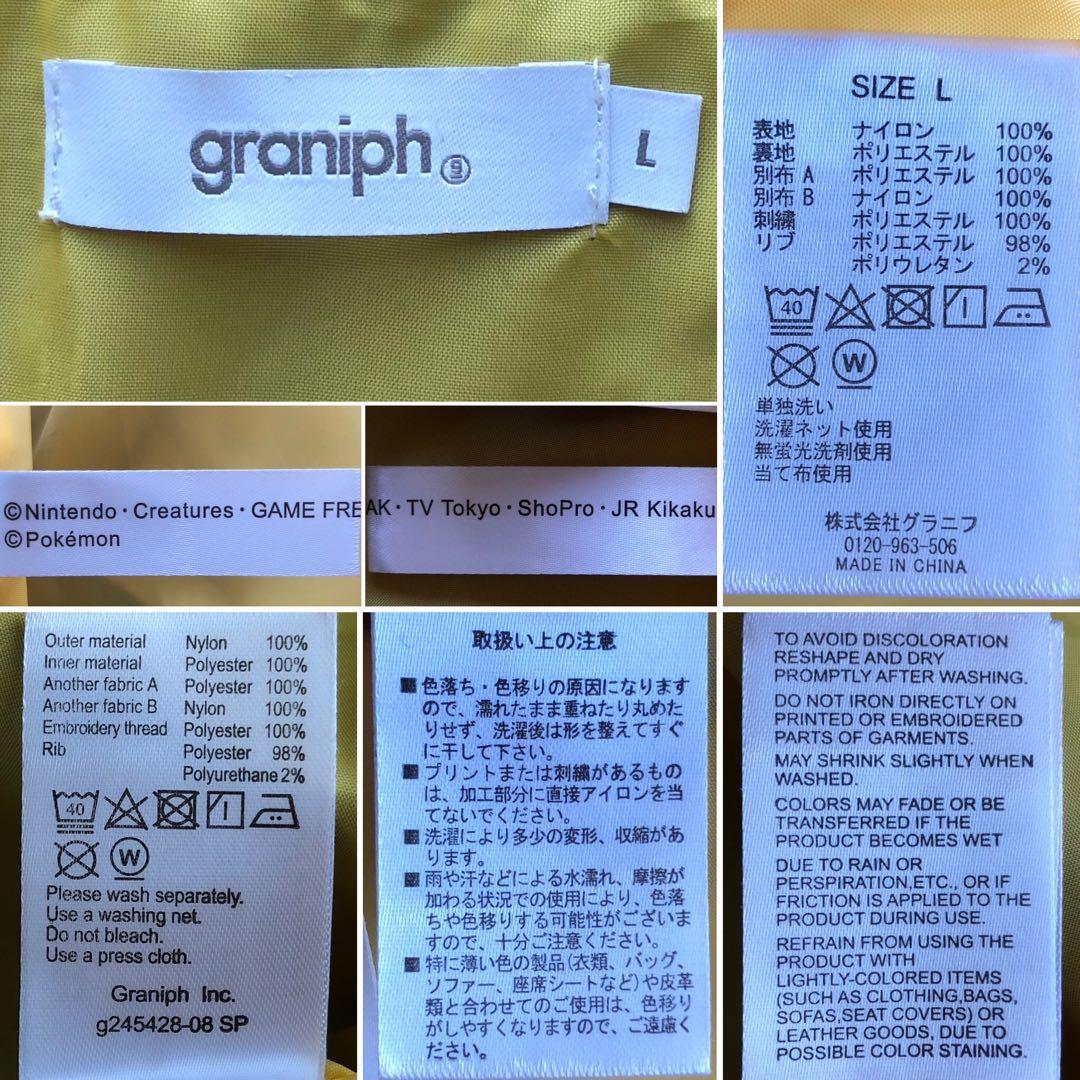 graniph
g
L
SIZE L
表地 ナイロン 100%
裏地 ポリエステル 100%
別布 A ポリエステル 100%
別布 B ナイロン 100%
刺繍 ポリエステル 100%
リブ ポリエステル 98%
ポリウレタン 2%
40
W
単独洗い
洗濯ネット使用
無蛍光洗剤使用
当て布使用
株式会社グラニフ
0120-963-506
MADE IN CHINA
©Nintendo・Creatures・GAME FRE
©Pokémon
AK・TV Tokyo・ShoPro・JR Kikaku
Outer material Nylon 100%
Inner material Polyester 100%
Another fabric A Polyester 100%
Another fabric B Nylon 100%
Embroidery thread Polyester 100%
Rib Polyester 98%
Polyurethane 2%
40
W
Please wash separately.
Use a washing net.
Do not bleach.
Use a press cloth.
Graniph Inc.
g245428-08 SP
取扱い上の注意
■色落ち・色移りの原因になります
ので、濡れたまま重ねたり丸めた
りせず、洗濯後は形を整えてすぐ
に干して下さい。
■プリントまたは刺繍があるもの
は、加工部分に直接アイロンを当
てないでください。
■洗濯により多少の変形、収縮があ
ります。
■雨や汗などによる水濡れ、摩擦が
加わる状況での使用により、色落
ちや色移りする可能性がございま
すので、十分ご注意ください。
■特に薄い色の製品(衣類、バッグ、
ソファー、座席シートなど)や皮革
類と合わせてのご使用は、色移り
がしやすくなりますので、ご遠慮く
ださい。
TO AVOID DISCOLORATION
RESHAPE AND DRY
PROMPTLY AFTER WASHING.
DO NOT IRON DIRECTLY ON
PRINTED OR EMBROIDERED
PARTS OF GARMENTS.
MAY SHRINK SLIGHTLY WHEN
WASHED.
COLORS MAY FADE OR BE
TRANSFERRED IF THE
PRODUCT BECOMES WET
DUE TO RAIN OR
PERSPIRATION,ETC., OR IF
FRICTION IS APPLIED TO THE
PRODUCT DURING USE.
REFRAIN FROM USING THE
PRODUCT WITH
LIGHTLY-COLORED ITEMS
(SUCH AS CLOTHING,BAGS,
SOFAS,SEAT COVERS) OR
LEATHER GOODS, DUE TO
POSSIBLE COLOR STAINING.